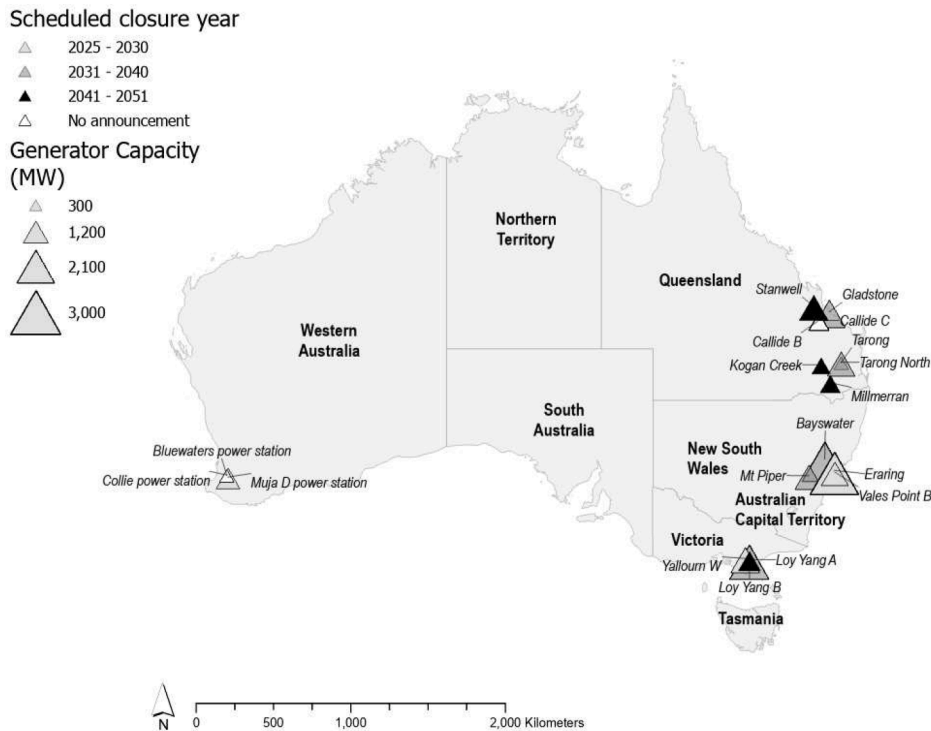 Scheduled closure year
2025 - 2030
2031 - 2040
2041 - 2051
No announcement
Generator Capacity
(MW)
300
1,200
2,100
3,000
Northern
Territory
Queensland
Western
Australia
South
Australia
New South
Wales
Australian
Capital Territory
Victoria
Tasmania
Stanwell
Gladstone
Callide C
Callide B
Tarong
Kogan Creek
Tarong North
Millmerran
Bayswater
Mt Piper
Eraring
Vales Point B
Bluewaters power station
Collie power station
Muja D power station
Yallourn W
Loy Yang A
Loy Yang B
N
0
500
1,000
2,000 Kilometers